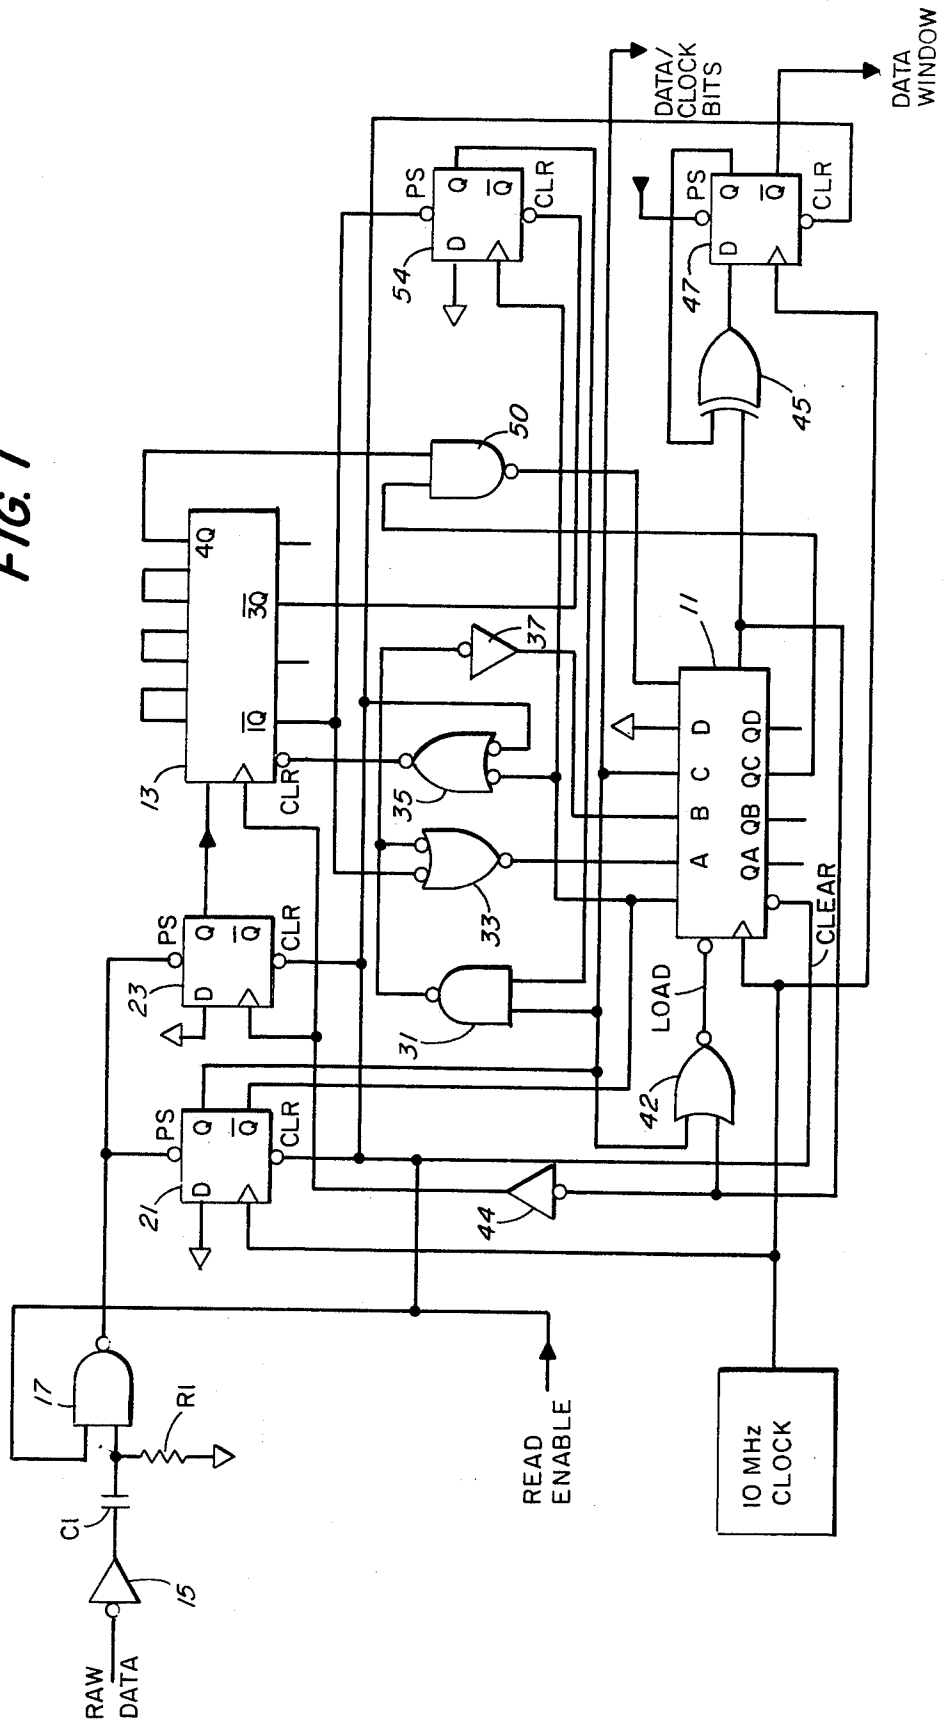 FIG. 1
RAW
DATA
15
C1
R1
17
READ
ENABLE
10 MHz
CLOCK
21
D
PS
Q
Q
CLR
23
D
PS
Q
Q
CLR
13
CLR
1Q
3Q
4Q
44
42
LOAD
CLEAR
31
33
35
37
50
11
A
B
C
D
QA
QB
QC
QD
54
D
PS
Q
Q
CLR
45
47
D
PS
Q
Q
CLR
DATA/
CLOCK
BITS
DATA
WINDOW